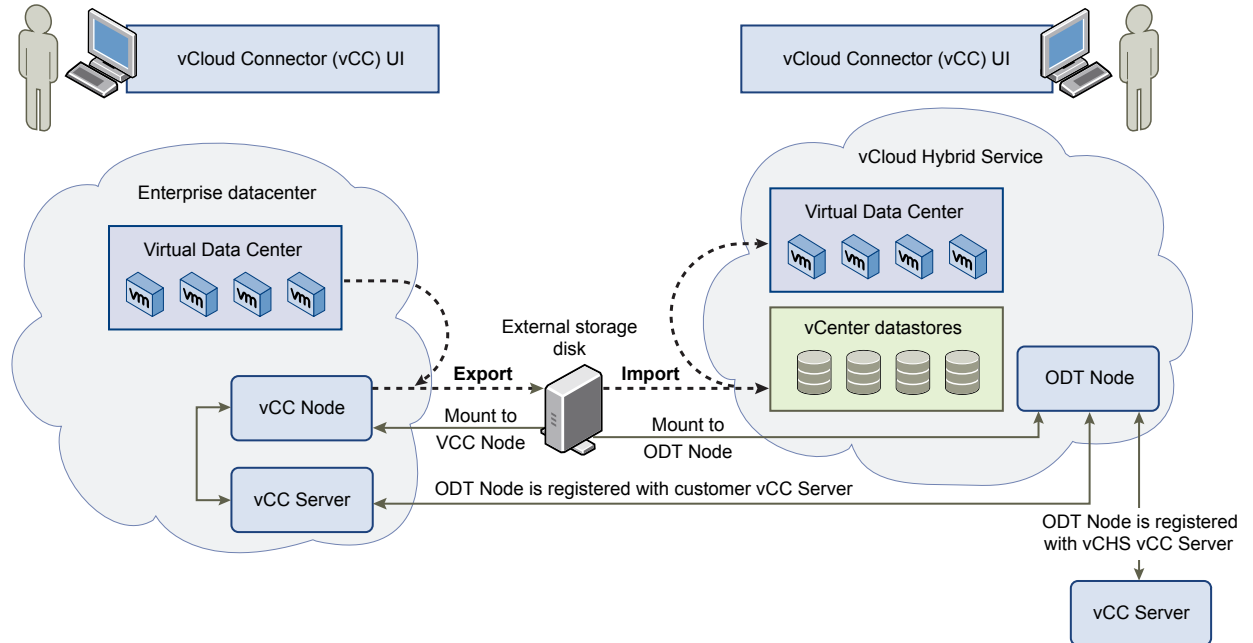 vCloud Connector (vCC) UI
vCloud Connector (vCC) UI
Enterprise datacenter
Virtual Data Center
vm vm vm vm
vCloud Hybrid Service
Virtual Data Center
vm vm vm vm
vCenter datastores
External storage
disk
Export
Import
vCC Node
Mount to
VCC Node
Mount to
ODT Node
ODT Node
vCC Server
ODT Node is registered with customer vCC Server
ODT Node is registered
with vCHS vCC Server
vCC Server